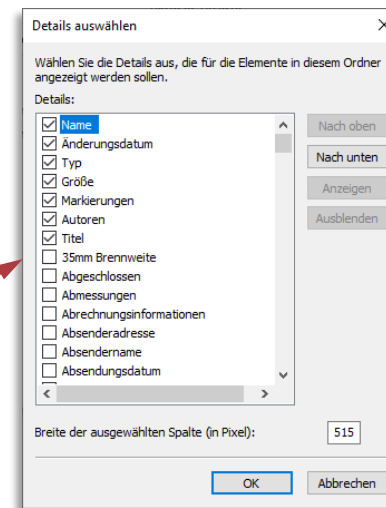 Details auswählen
Wählen Sie die Details aus, die für die Elemente in diesem Ordner
angezeigt werden sollen.
Details:
Name
Änderungsdatum
Typ
Größe
Markierungen
Autoren
Titel
35mm Brennweite
Abgeschlossen
Abmessungen
Abrechnungsinformationen
Absenderadresse
Absendername
Absendungsdatum
Nach oben
Nach unten
Anzeigen
Ausblenden
Breite der ausgewählten Spalte (in Pixel): 515
OK Abbrechen